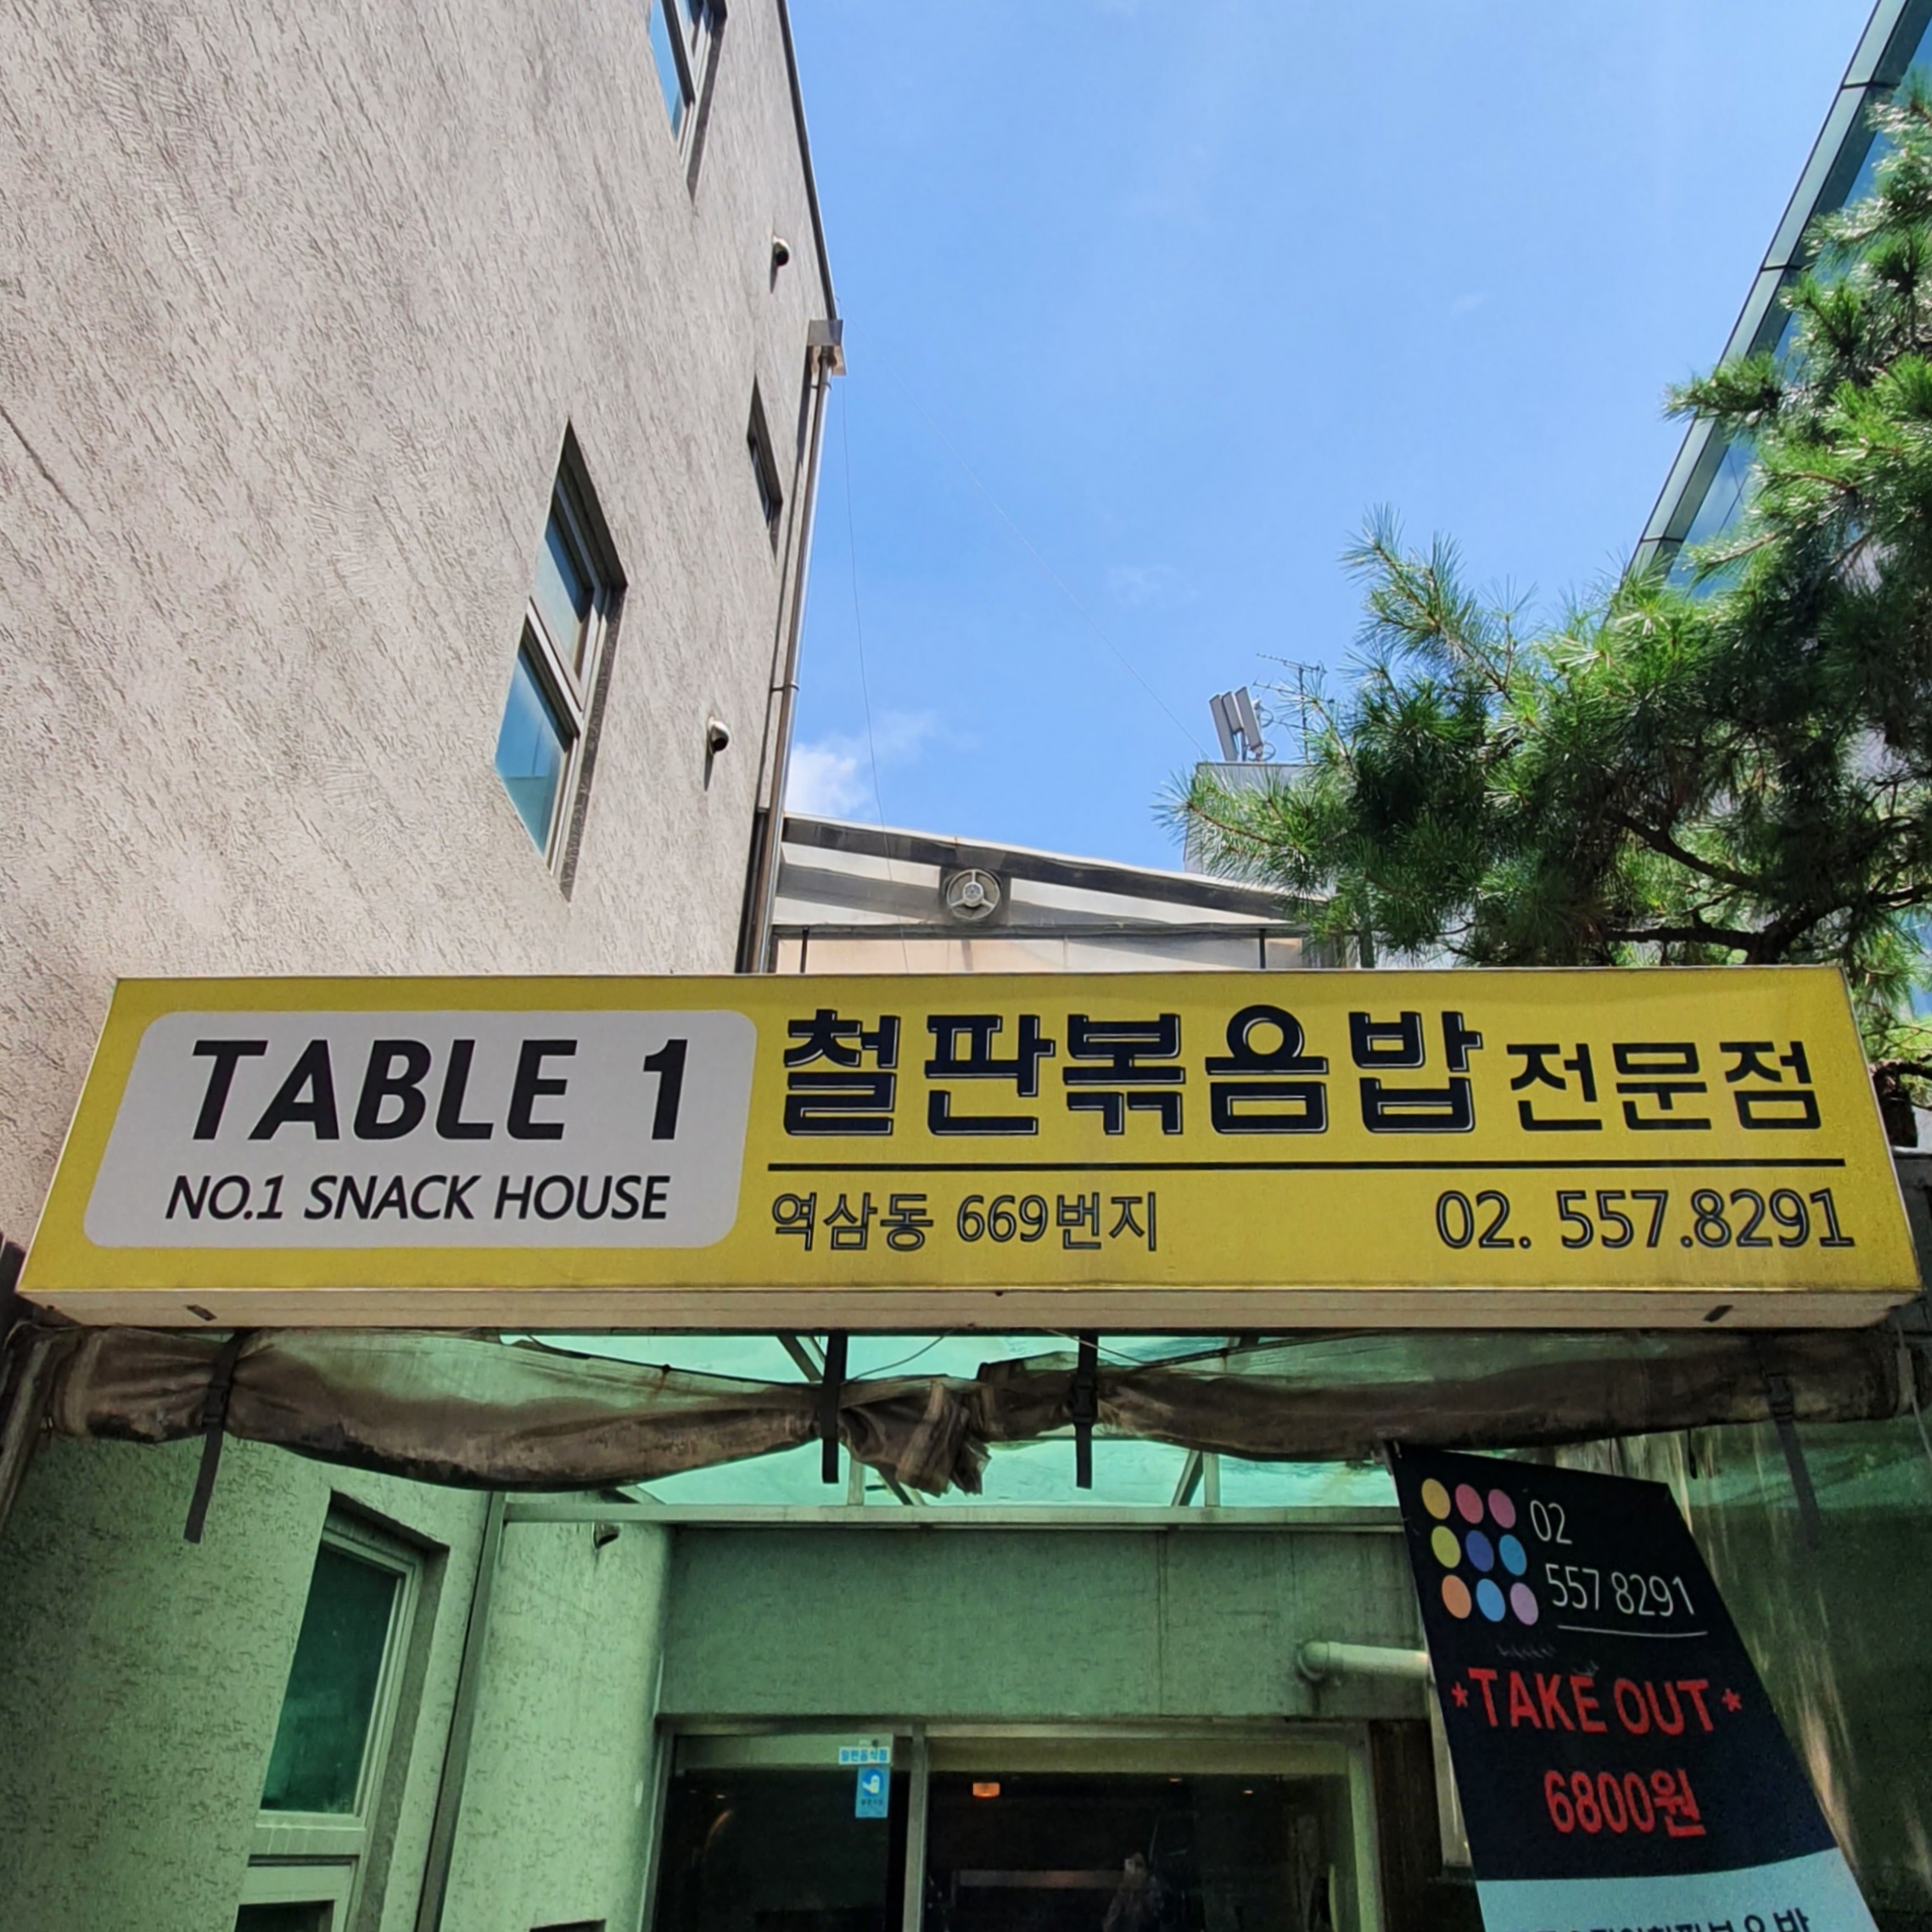 TABLE 1
NO.1 SNACK HOUSE
철판볶음밥 전문점
역삼동 669번지
02. 557.8291
02
557 8291
*TAKE OUT*
6800원